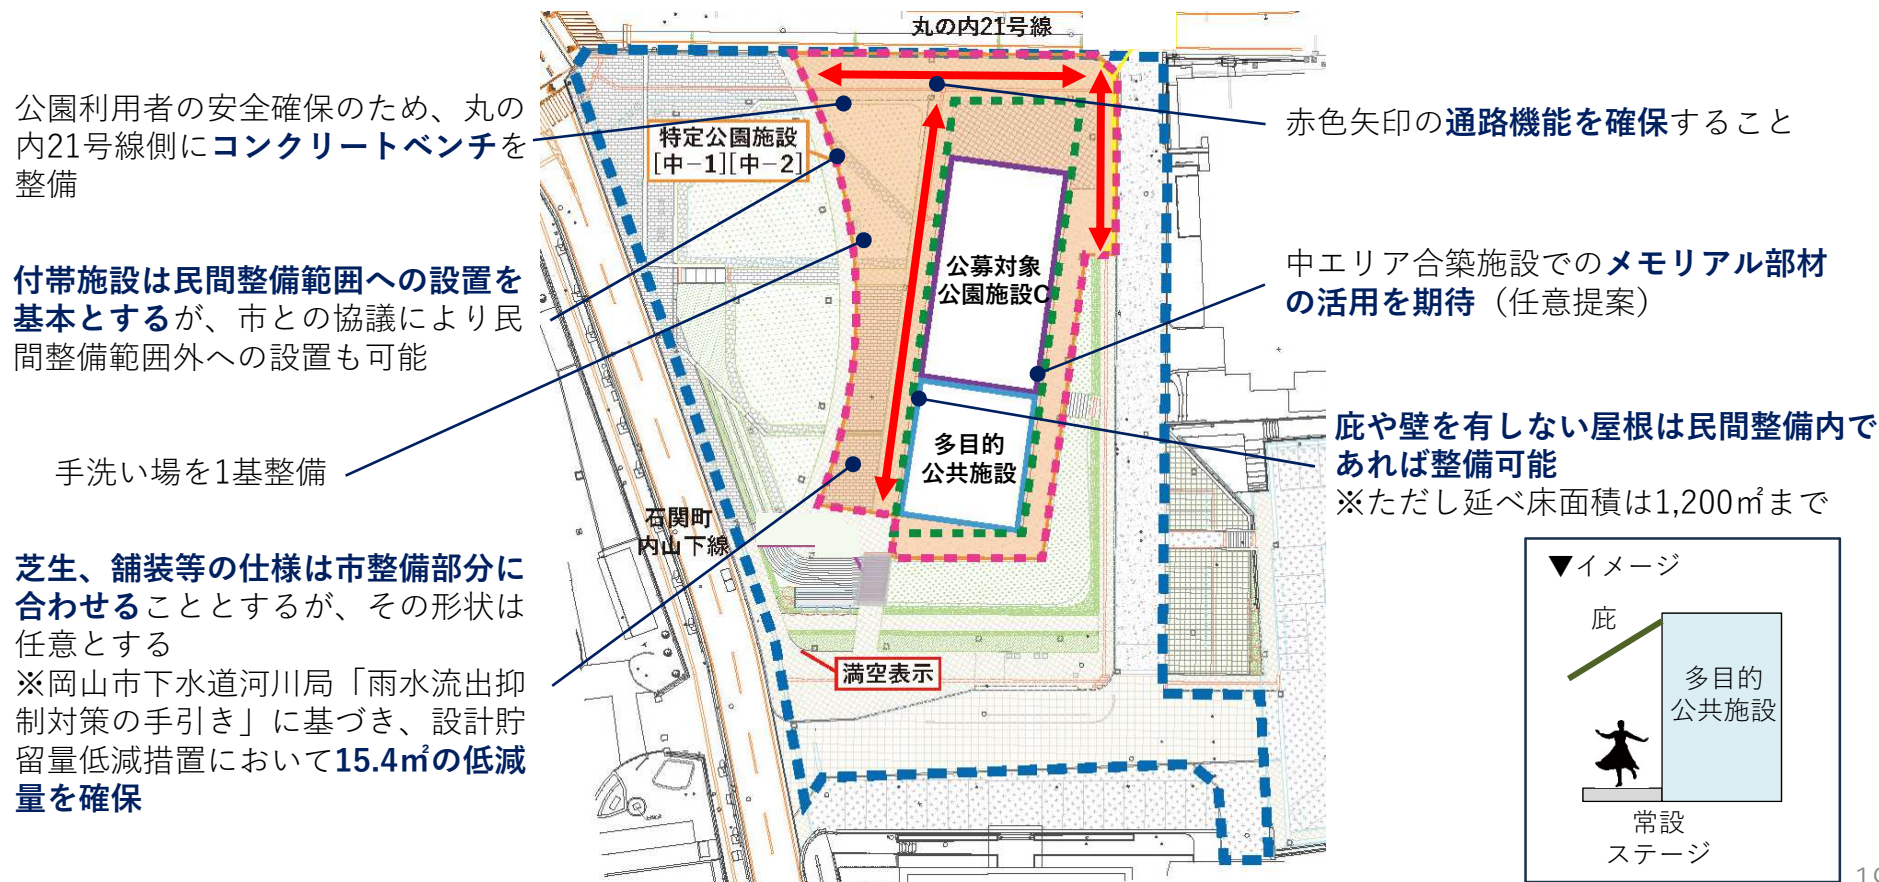 丸の内21号線
公園利用者の安全確保のため、丸の
内21号線側にコンクリートベンチを
整備
特定公園施設
[中－1][中－2]
赤色矢印の通路機能を確保すること
付帯施設は民間整備範囲への設置を
基本とするが、市との協議により民
間整備範囲外への設置も可能
公募対象
公園施設C
中エリア合築施設でのメモリアル部材
の活用を期待（任意提案）
手洗い場を1基整備
多目的
公共施設
庇や壁を有しない屋根は民間整備内で
あれば整備可能
※ただし延べ床面積は1,200㎡まで
石関町
内山下線
芝生、舗装等の仕様は市整備部分に
合わせることとするが、その形状は
任意とする
※岡山市下水道河川局「雨水流出抑
制対策の手引き」に基づき、設計貯
留量低減措置において15.4㎥の低減
量を確保
満空表示
▼イメージ
庇
多目的
公共施設
常設
ステージ